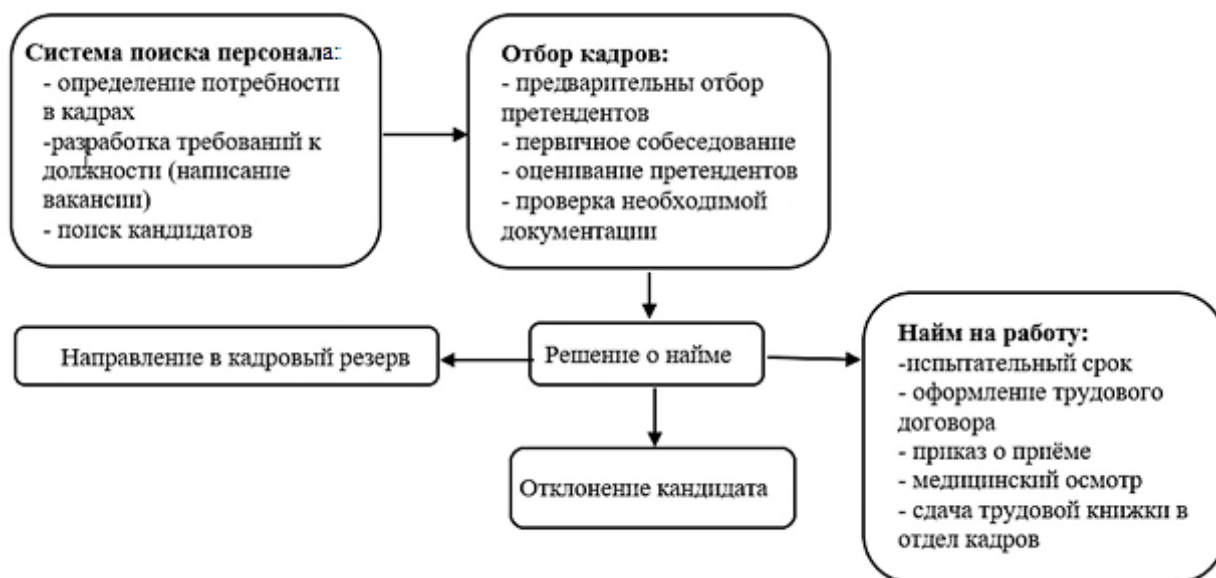 Система поиска персонала:
- определение потребности
в кадрах
-разработка требований к
должности (написание
вакансии)
- поиск кандидатов
Отбор кадров:
- предварительны отбор
претендентов
- первичное собеседование
- оценивание претендентов
- проверка необходимой
документации
Направление в кадровый резерв
Решение о найме
Найм на работу:
-испытательный срок
- оформление трудового
договора
- приказ о приёме
- медицинский осмотр
- сдача трудовой книжки в
отдел кадров
Отклонение кандидата